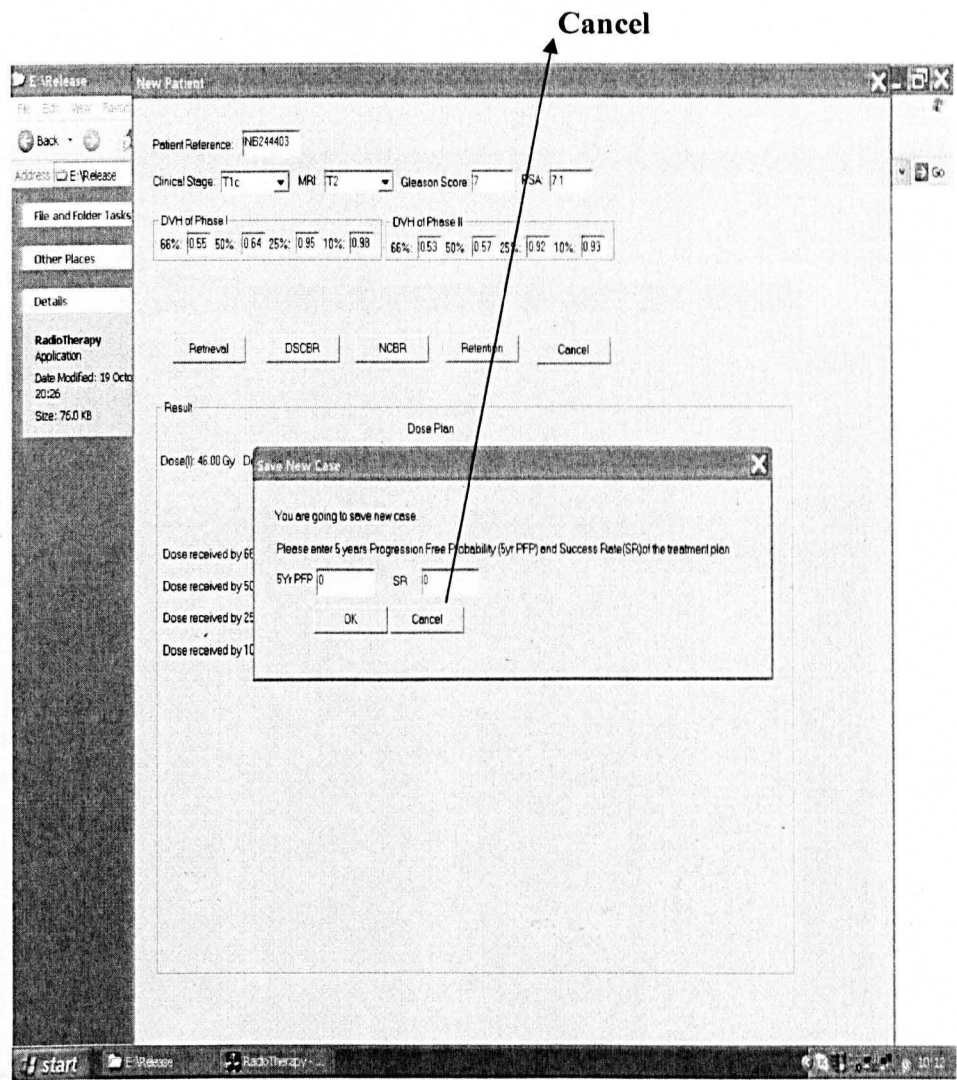 Cancel
E:\Release
New Patient
File Edit View Favori
Back
Patient Reference: INB244403
Address E:\Release
Go
Clinical Stage: T1c MRI: T2 Gleason Score: 7 PSA: 71
File and Folder Tasks
DVH of Phase I
DVH of Phase II
66%: 0.55 50%: 0.64 25%: 0.95 10%: 0.98
66%: 0.53 50%: 0.57 25%: 0.92 10%: 0.93
Other Places
Details
RadioTherapy
Application
Date Modified: 19 Octo
20:26
Size: 76.0 KB
Retrieval DSCBR NCBR Retention Cancel
Result
Dose Plan
Dose(I): 46.00 Gy D
Save New Case
You are going to save new case.
Please enter 5 years Progression Free Probability (5yr PFP) and Success Rate(SR)of the treatment plan
5Yr PFP 0 SR 0
OK Cancel
Dose received by 66
Dose received by 50
Dose received by 25
Dose received by 10
start E:\Release RadioTherapy - ... 10:12